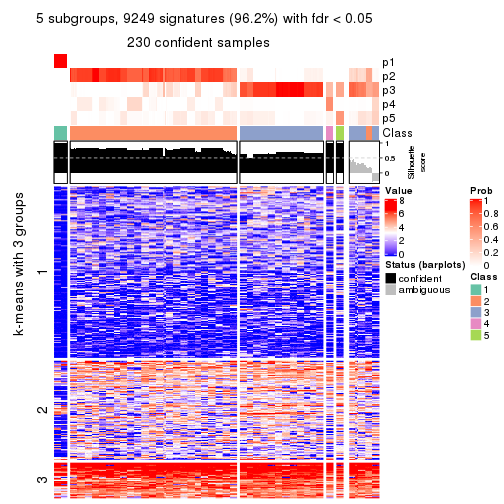 5 subgroups, 9249 signatures (96.2%) with fdr < 0.05
230 confident samples
p1
p2
p3
p4
p5
Class
1
0.5
0
Silhouette
score
k-means with 3 groups
1
2
3
Value
8
6
4
2
0
Status (barplots)
confident
ambiguous
Prob
1
0.8
0.6
0.4
0.2
0
Class
1
2
3
4
5